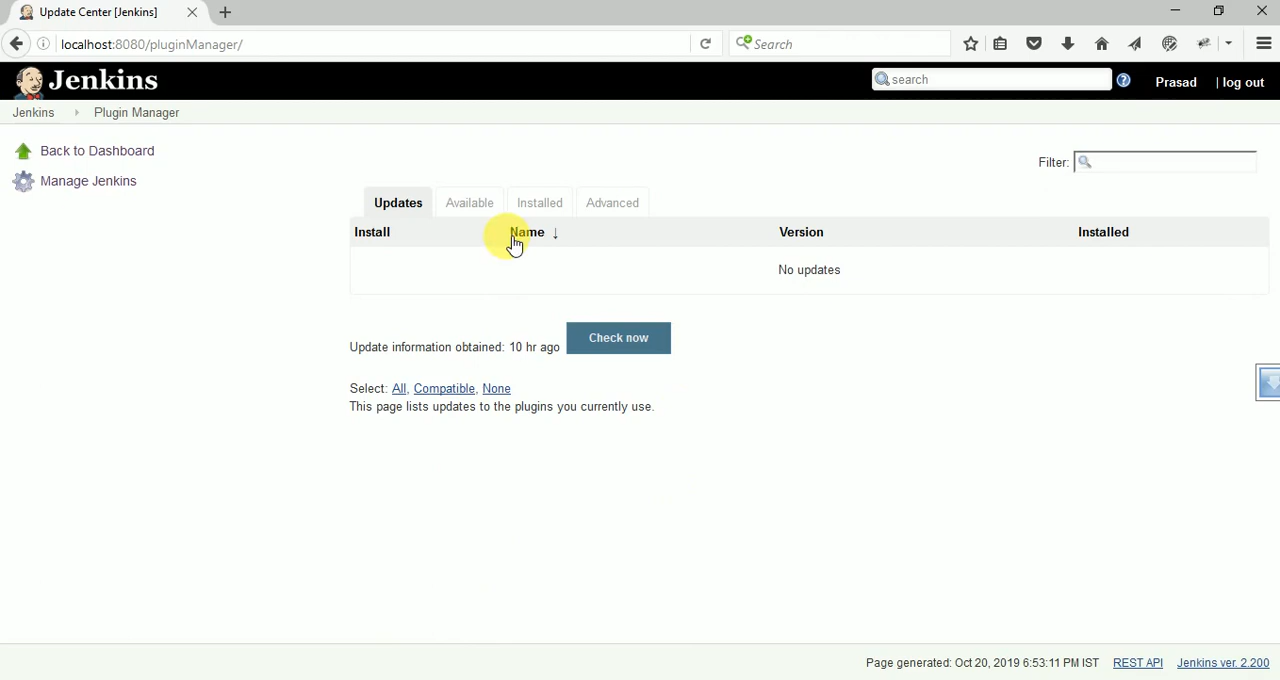 Update Center [Jenkins]
localhost:8080/pluginManager/
Search
Jenkins
search
Prasad
| log out
Jenkins
Plugin Manager
Back to Dashboard
Manage Jenkins
Filter:
Updates
Available
Installed
Advanced
Install
Name ↓
Version
Installed
No updates
Update information obtained: 10 hr ago
Check now
Select: All, Compatible, None
This page lists updates to the plugins you currently use.
Page generated: Oct 20, 2019 6:53:11 PM IST
REST API
Jenkins ver. 2.200